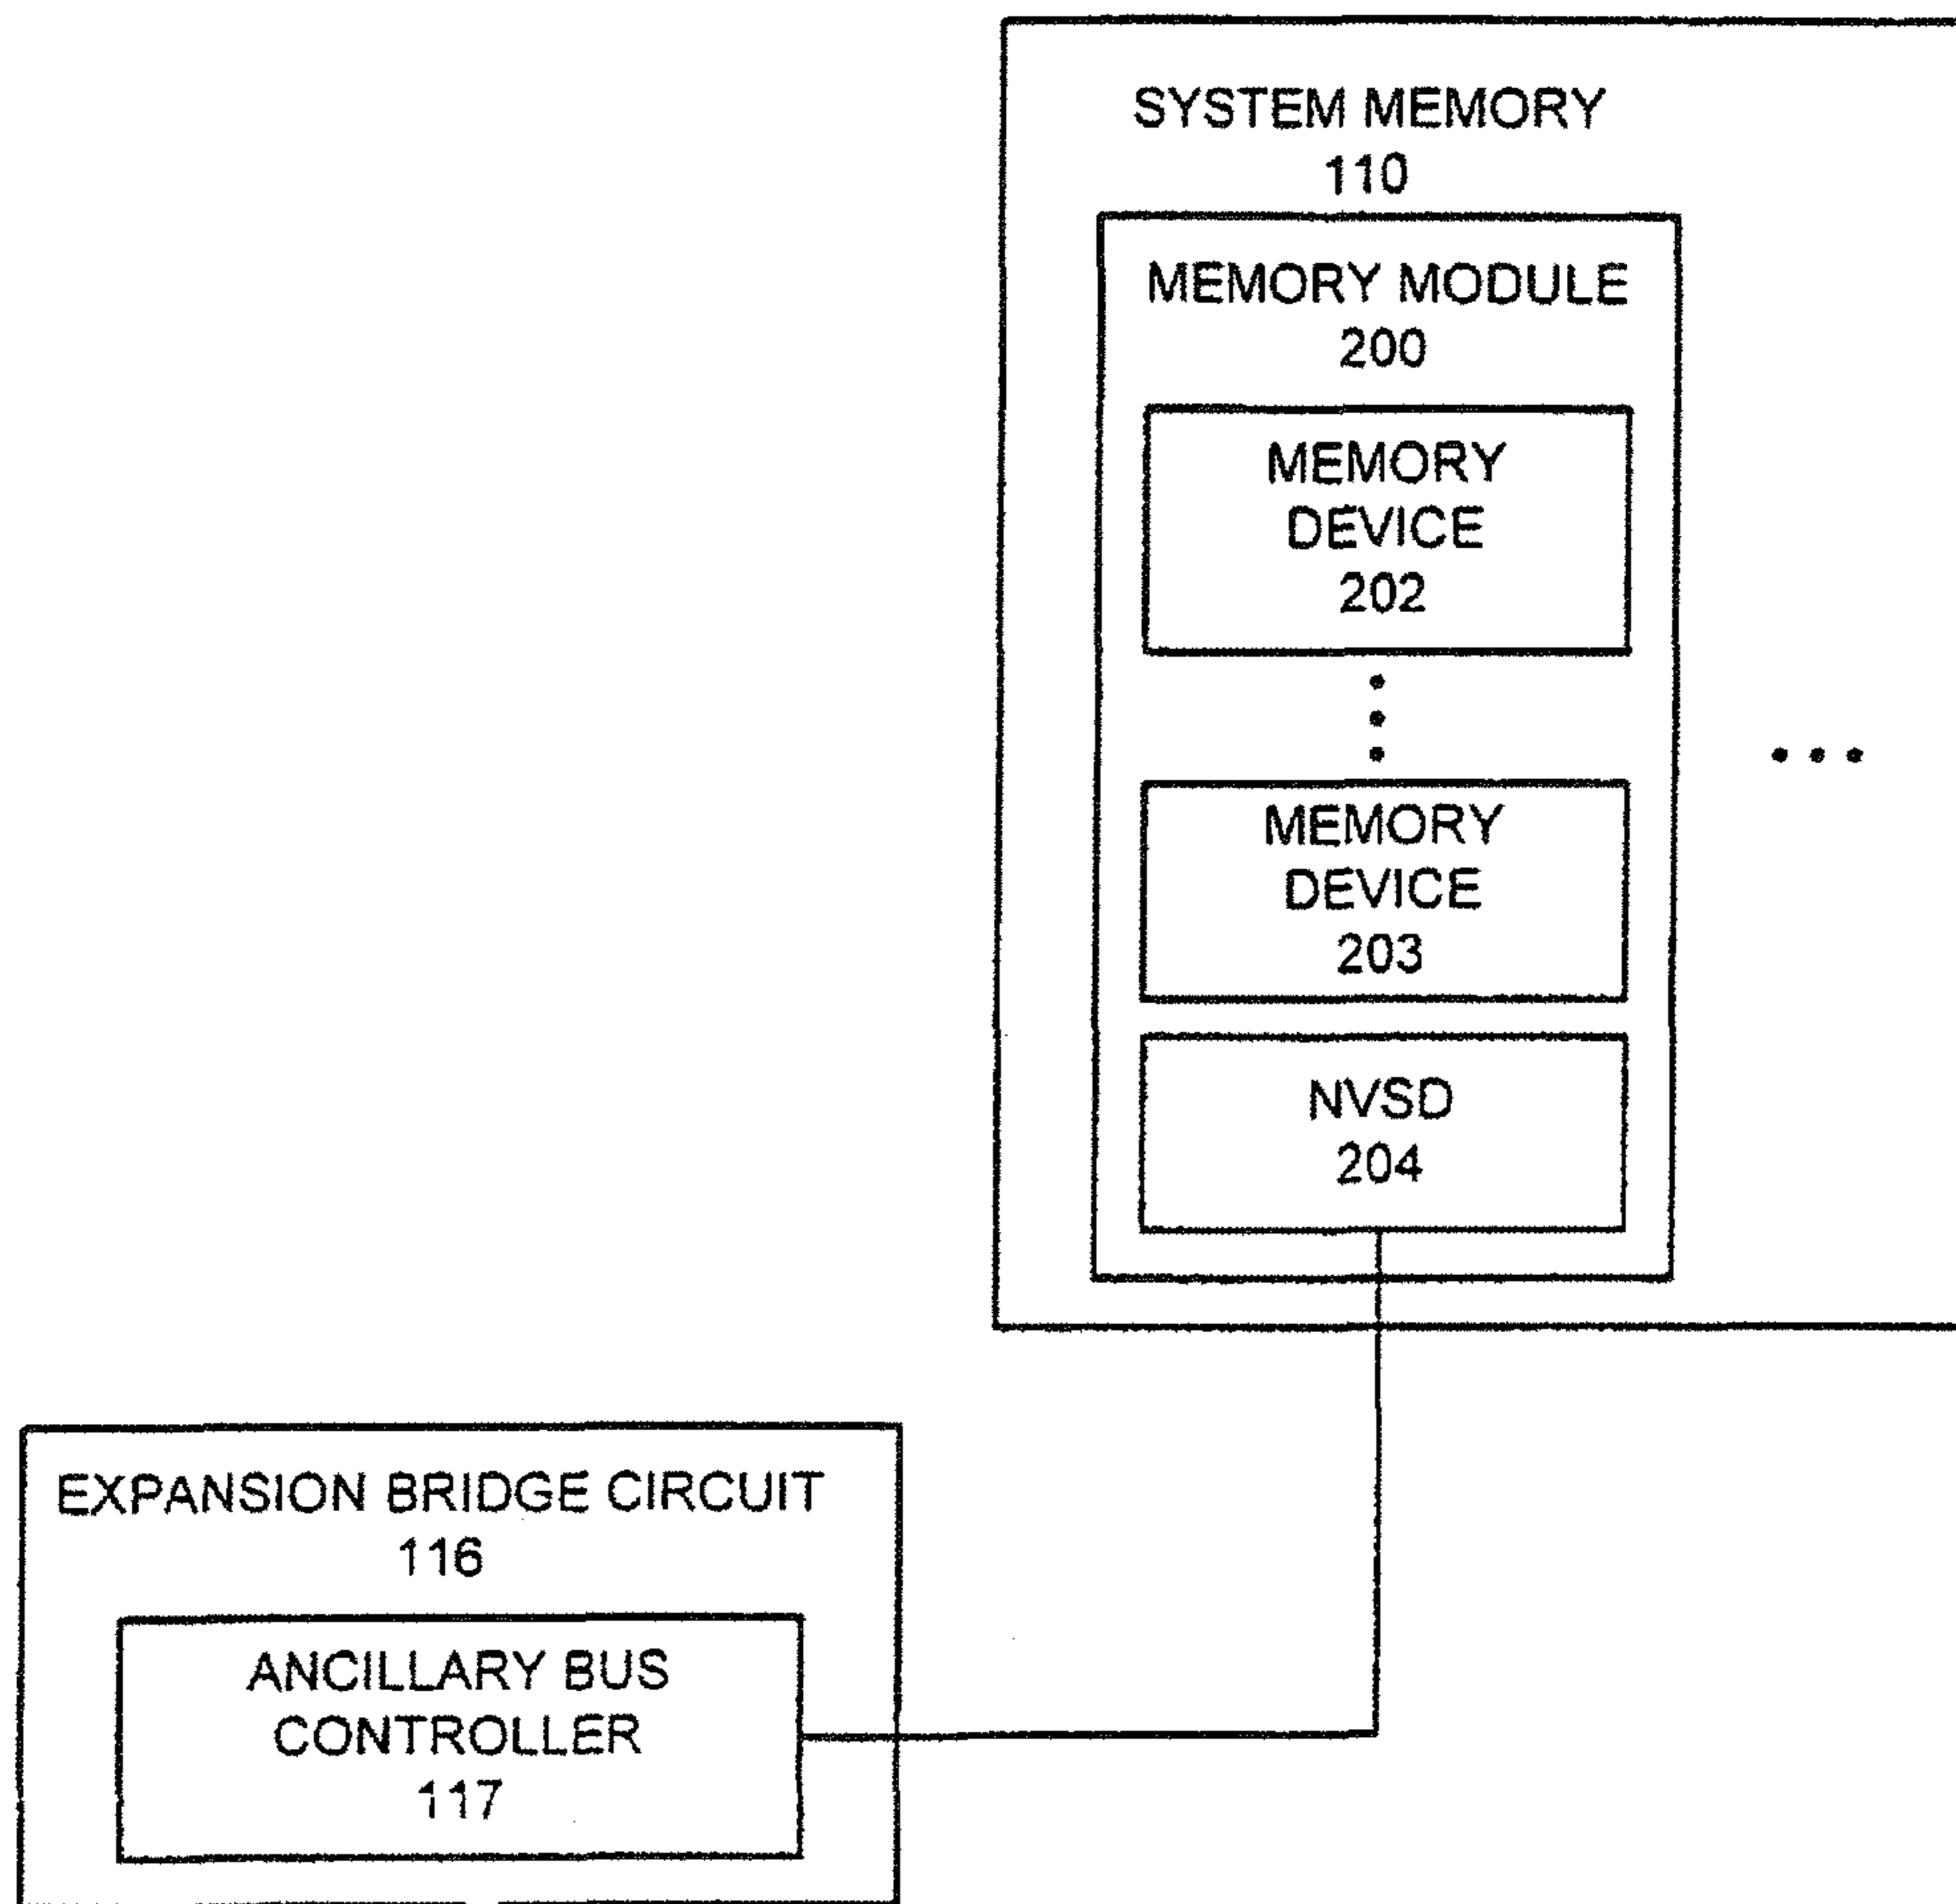 SYSTEM MEMORY
110
MEMORY MODULE
200
MEMORY
DEVICE
202
MEMORY
DEVICE
203
NVSD
204
EXPANSION BRIDGE CIRCUIT
116
ANCILLARY BUS
CONTROLLER
117